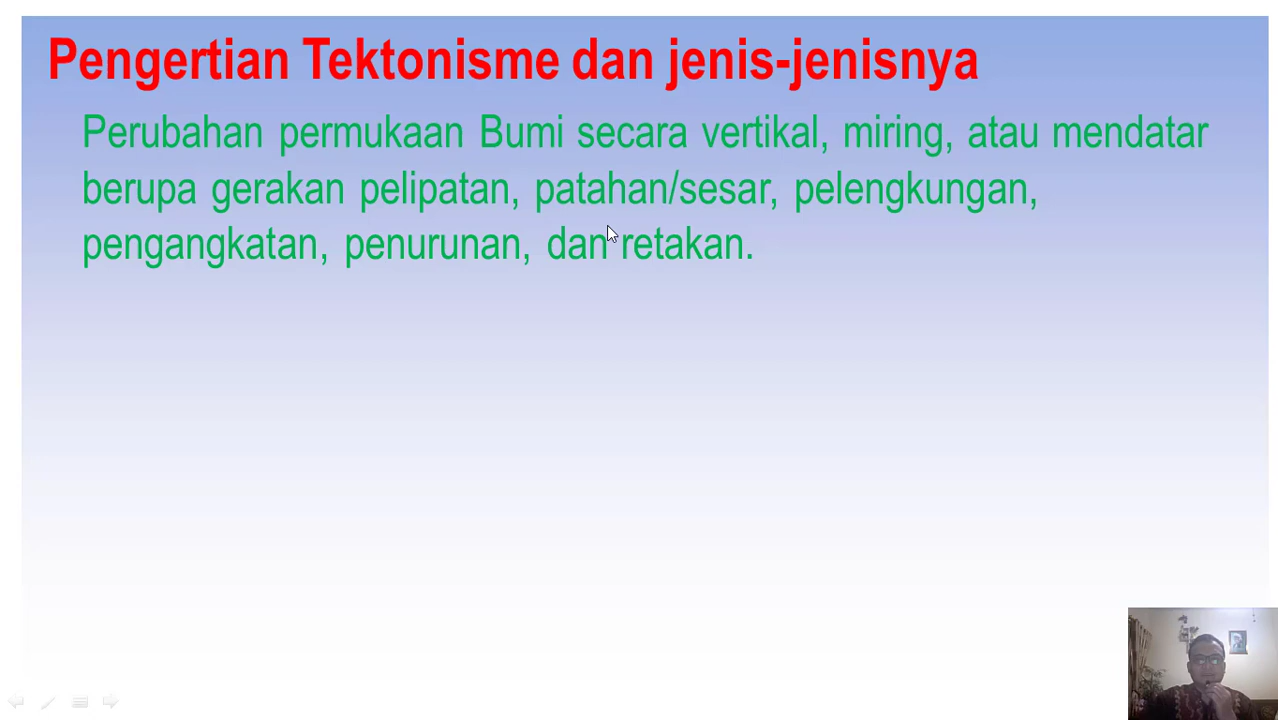 Pengertian Tektonisme dan jenis-jenisnya
Perubahan permukaan Bumi secara vertikal, miring, atau mendatar
berupa gerakan pelipatan, patahan/sesar, pelengkungan,
pengangkatan, penurunan, dan retakan.